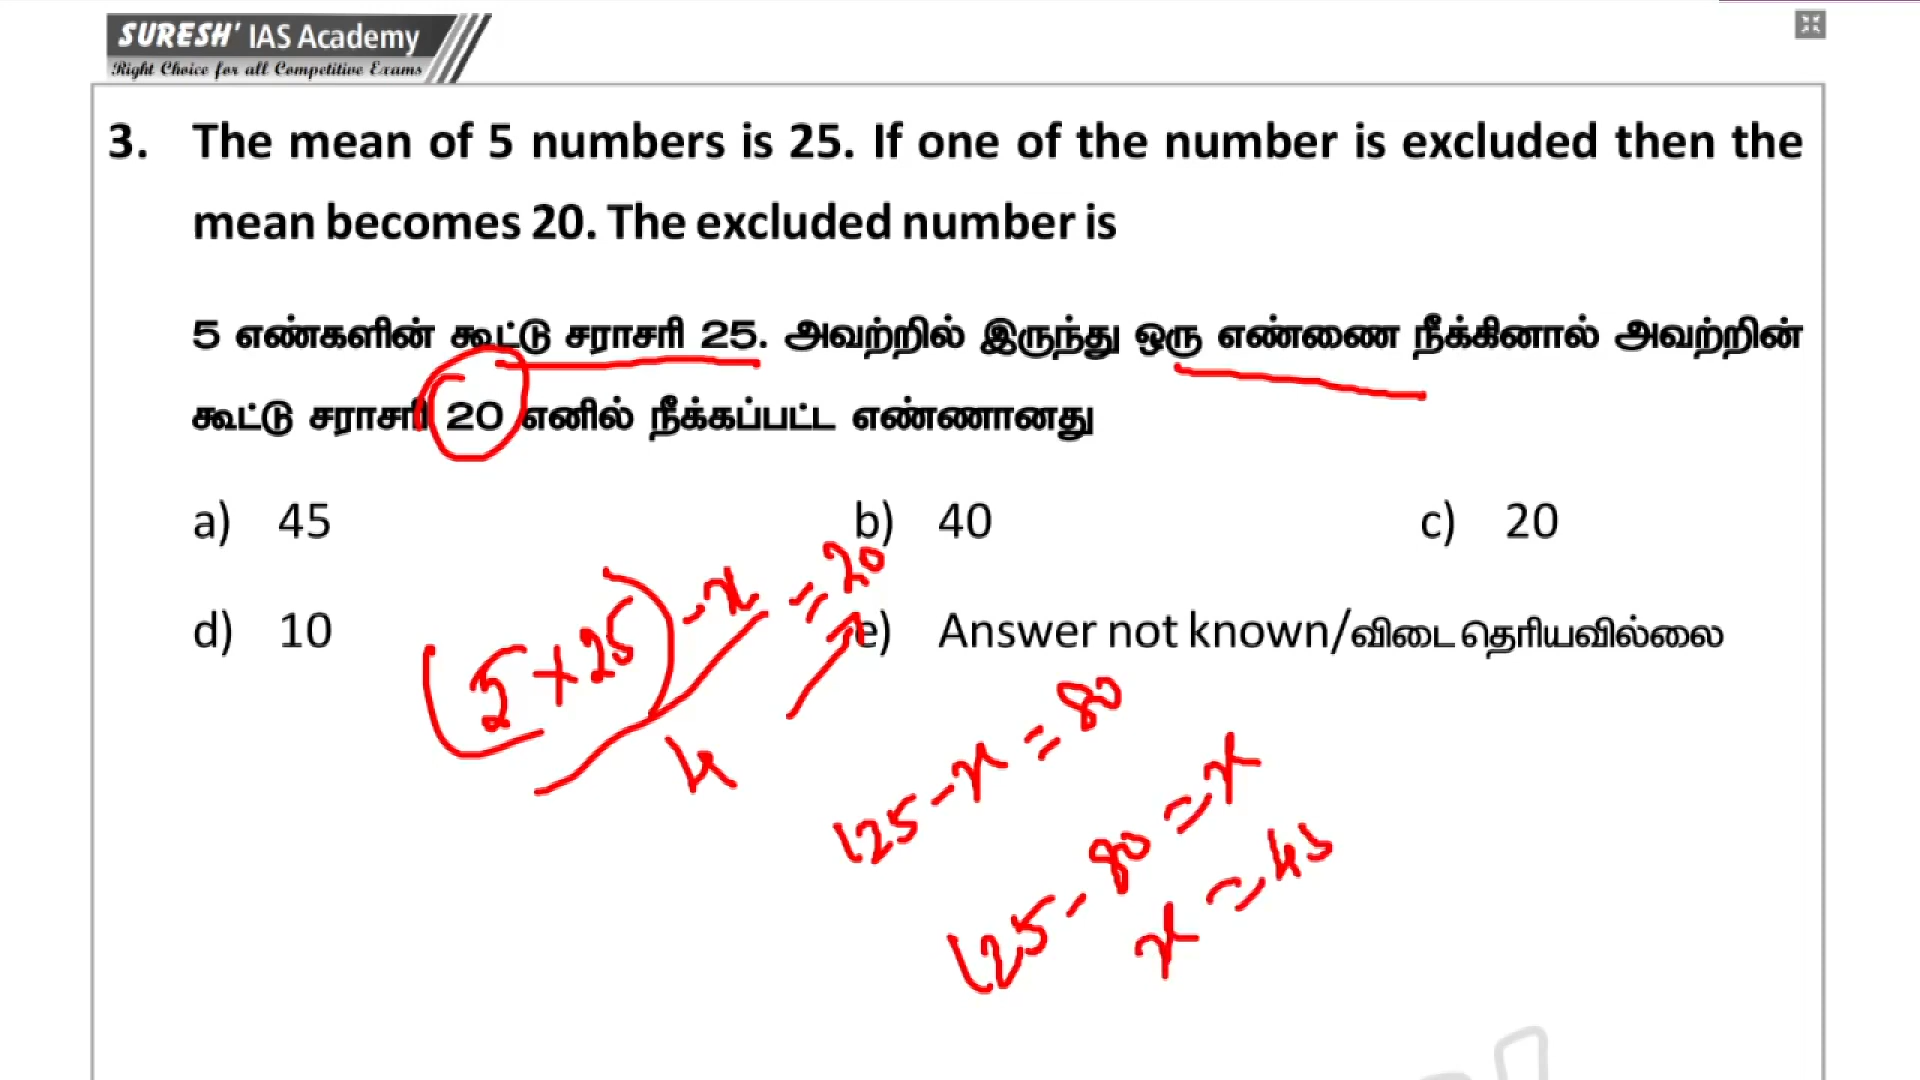 SURESH' IAS Academy
Right Choice for all Competitive Exams
3. The mean of 5 numbers is 25. If one of the number is excluded then the
mean becomes 20. The excluded number is
5 எண்களின் கூட்டு சராசரி 25. அவற்றில் இருந்து ஒரு எண்ணை நீக்கினால் அவற்றின்
கூட்டு சராசரி 20 எனில் நீக்கப்பட்ட எண்ணானது
a) 45 b) 40 c) 20
d) 10 e) Answer not known/விடை தெரியவில்லை
(5 x 25) - x = 20
4
125 - x = 80
125 - 80 = x
x = 45